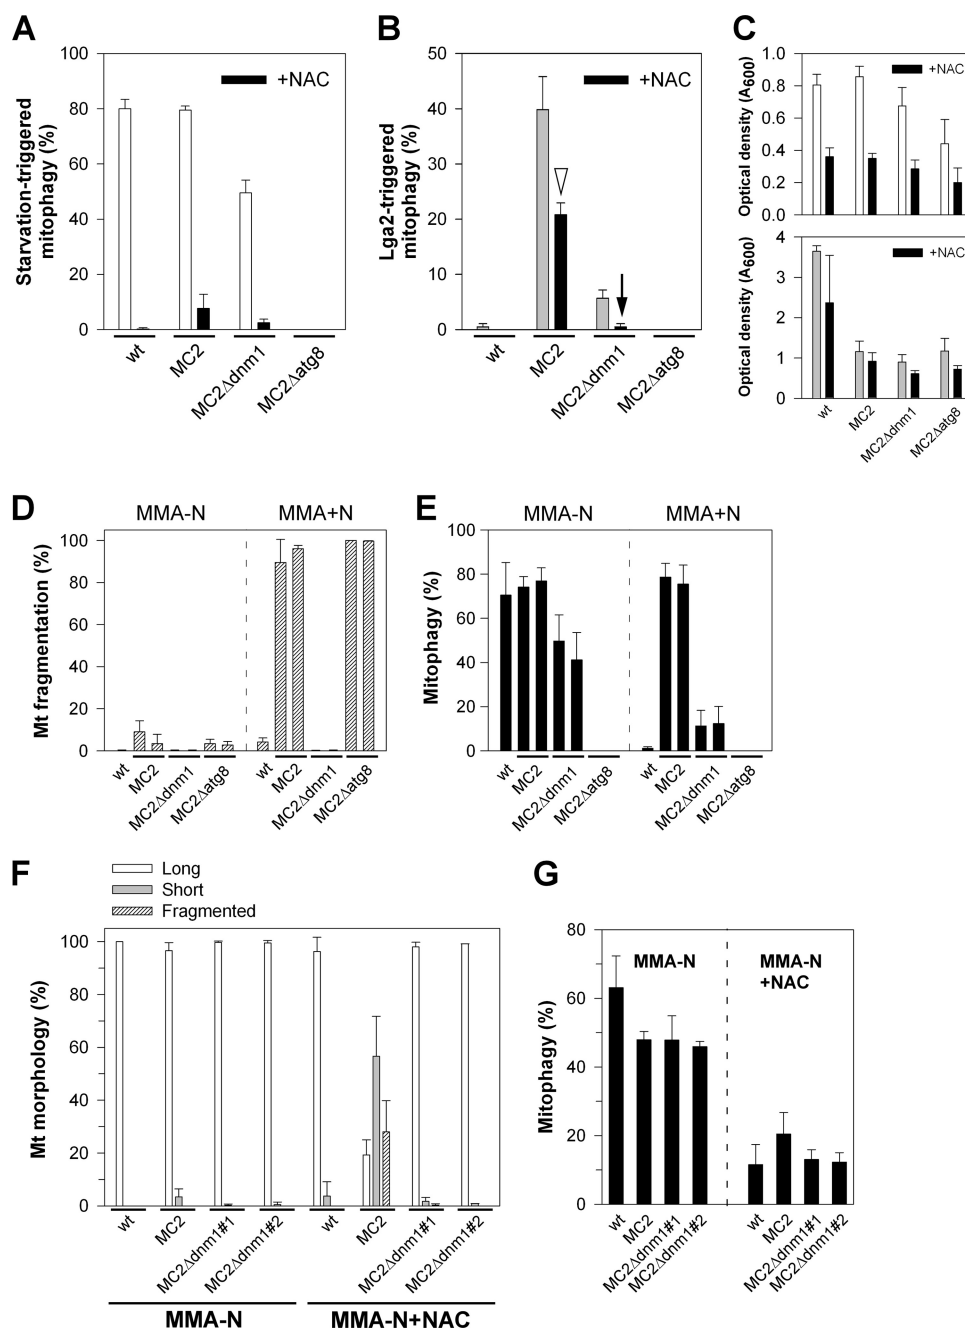 A
Starvation-triggered
mitophagy (%)
100
80
60
40
20
0
+NAC
wt
MC2
MC2Δdnm1
MC2Δatg8
B
Lga2-triggered
mitophagy (%)
50
40
30
20
10
0
+NAC
wt
MC2
MC2Δdnm1
MC2Δatg8
C
Optical density (A600)
1.0
0.8
0.6
0.4
0.2
0.0
+NAC
Optical density (A600)
4
3
2
1
0
+NAC
wt
MC2
MC2Δdnm1
MC2Δatg8
D
MMA-N
MMA+N
Mt fragmentation (%)
100
80
60
40
20
0
wt
MC2
MC2Δdnm1
MC2Δatg8
wt
MC2
MC2Δdnm1
MC2Δatg8
E
MMA-N
MMA+N
Mitophagy (%)
100
80
60
40
20
0
wt
MC2
MC2Δdnm1
MC2Δatg8
wt
MC2
MC2Δdnm1
MC2Δatg8
F
Long
Short
Fragmented
Mt morphology (%)
100
80
60
40
20
0
wt
MC2
MC2Δdnm1#1
MC2Δdnm1#2
wt
MC2
MC2Δdnm1#1
MC2Δdnm1#2
MMA-N
MMA-N+NAC
G
Mitophagy (%)
80
60
40
20
0
MMA-N
MMA-N
+NAC
wt
MC2
MC2Δdnm1#1
MC2Δdnm1#2
wt
MC2
MC2Δdnm1#1
MC2Δdnm1#2